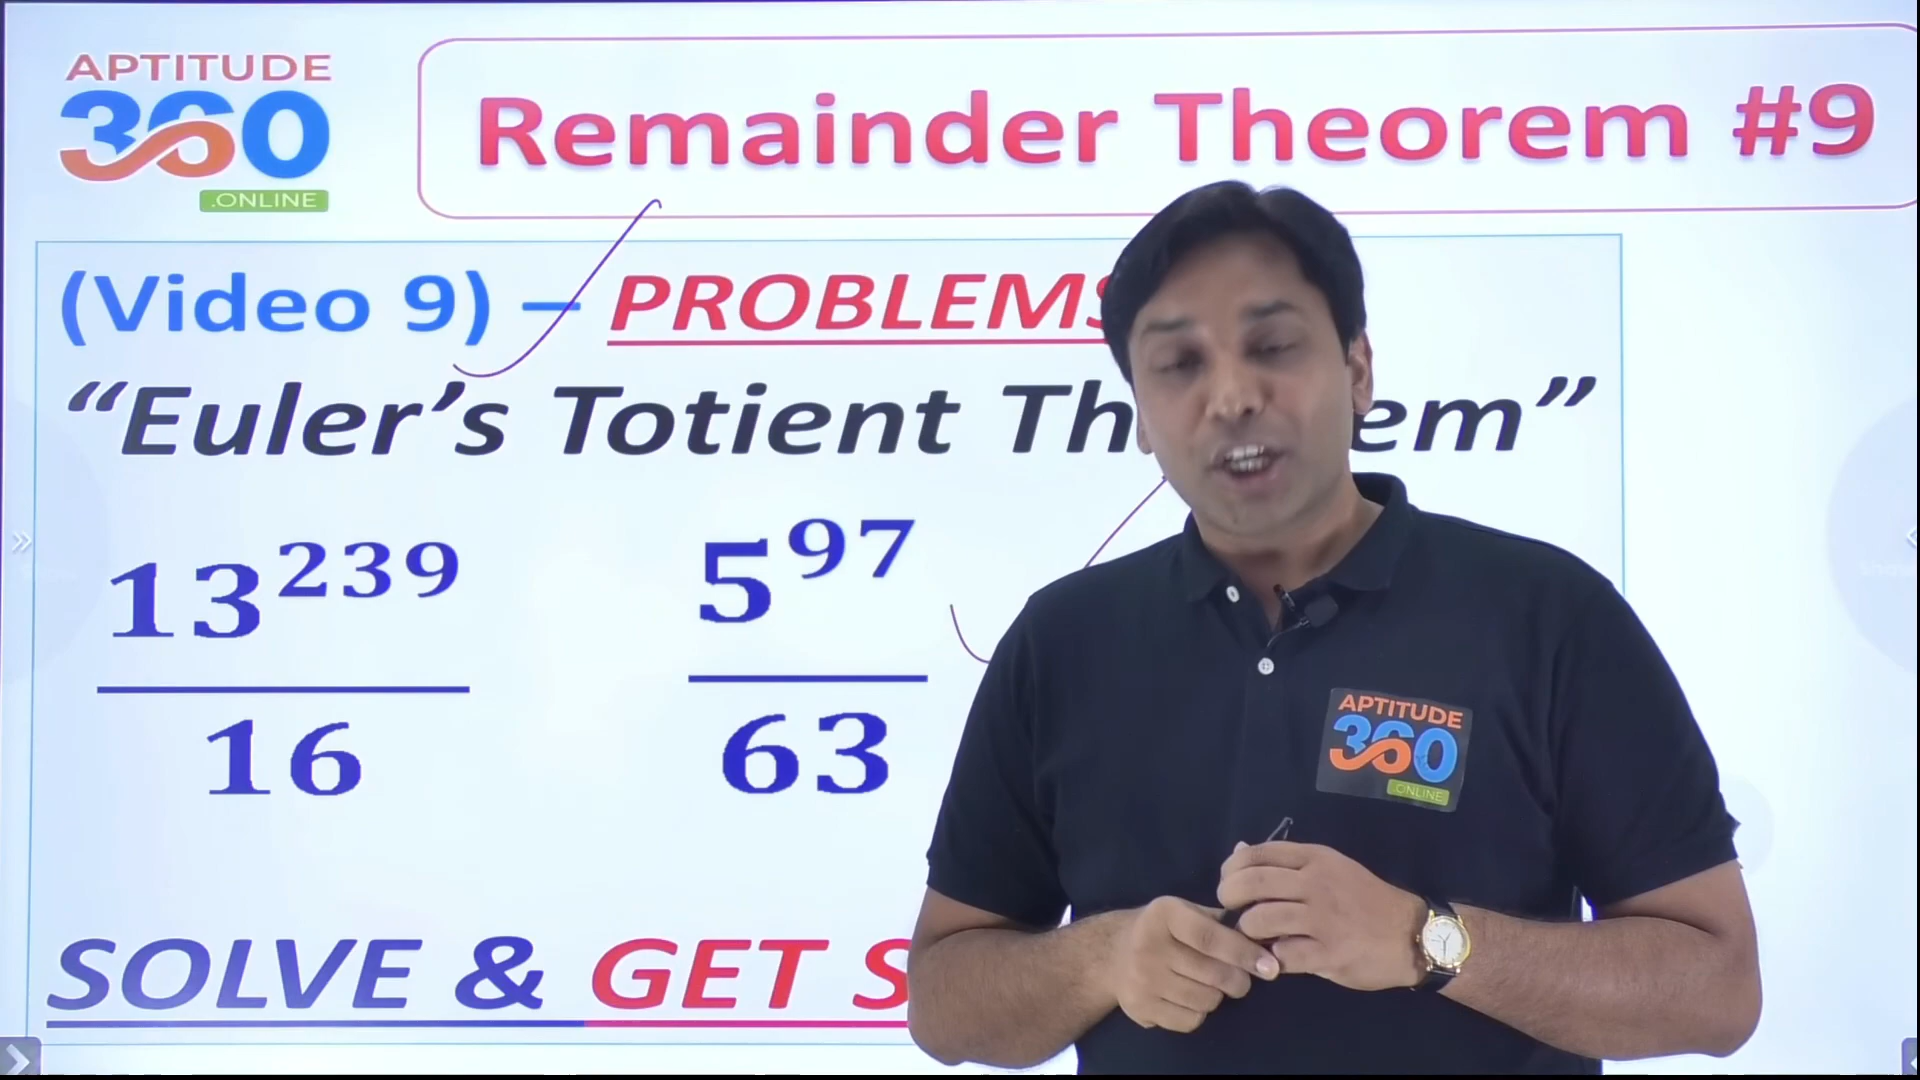 APTITUDE
360
.ONLINE
Remainder Theorem #9
(Video 9) – PROBLEMS
"Euler's Totient Th em"
13^239
16
5^97
63
SOLVE & GET S
APTITUDE
360
.ONLINE